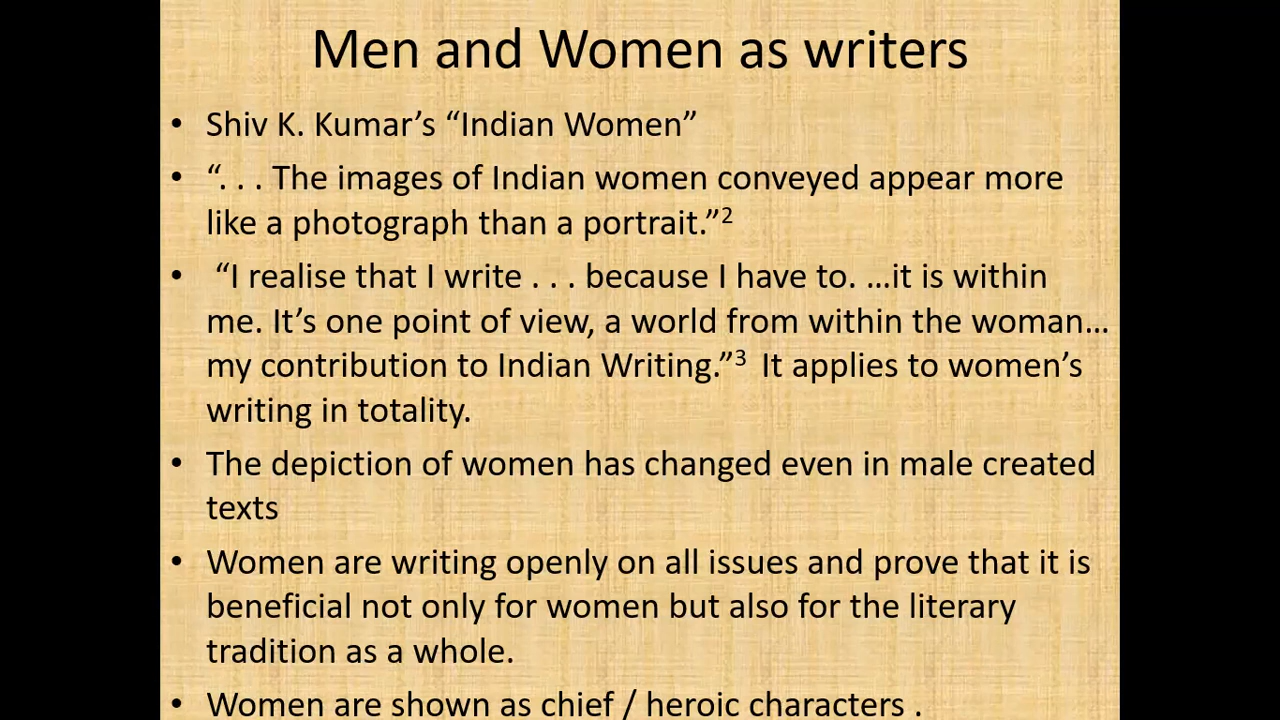 Men and Women as writers
• Shiv K. Kumar’s “Indian Women”
• “. . . The images of Indian women conveyed appear more
like a photograph than a portrait.”2
• “I realise that I write . . . because I have to. …it is within
me. It’s one point of view, a world from within the woman…
my contribution to Indian Writing.”3 It applies to women’s
writing in totality.
• The depiction of women has changed even in male created
texts
• Women are writing openly on all issues and prove that it is
beneficial not only for women but also for the literary
tradition as a whole.
• Women are shown as chief / heroic characters .